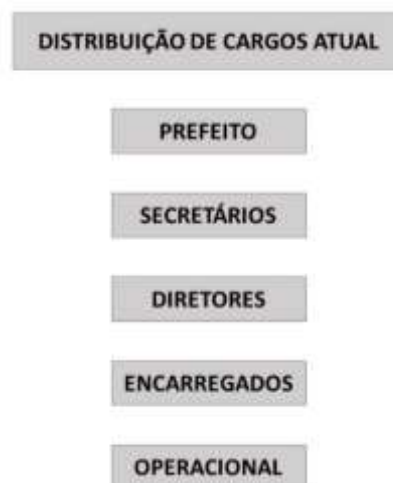 DISTRIBUIÇÃO DE CARGOS ATUAL
PREFEITO
SECRETÁRIOS
DIRETORES
ENCARREGADOS
OPERACIONAL